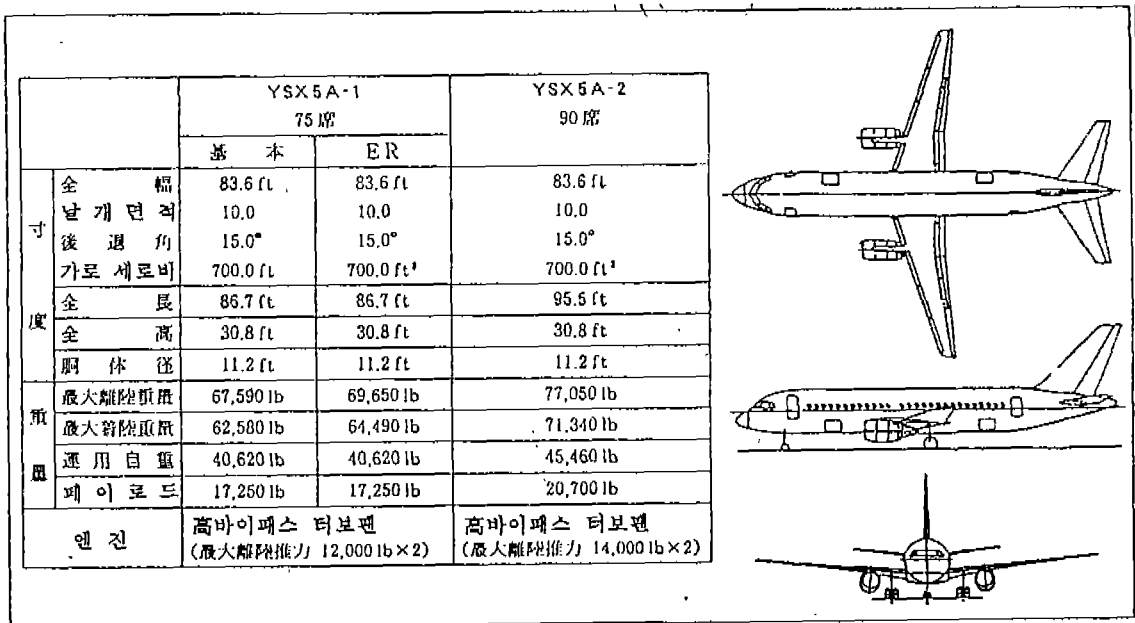 YSX5A-1
75席
YSX5A-2
90席
基 本
ER
寸
度
全 幅 83.6 ft 83.6 ft 83.6 ft
날개면적 10.0 10.0 10.0
後 退 角 15.0° 15.0° 15.0°
가로 세로비 700.0 ft 700.0 ft² 700.0 ft²
全 長 86.7 ft 86.7 ft 95.5 ft
全 高 30.8 ft 30.8 ft 30.8 ft
胴 体 径 11.2 ft 11.2 ft 11.2 ft
重
量
最大離陸重量 67,590 lb 69,650 lb 77,050 lb
最大着陸重量 62,580 lb 64,490 lb 71,340 lb
運用自重 40,620 lb 40,620 lb 45,460 lb
페이로드 17,250 lb 17,250 lb 20,700 lb
엔 진
高바이패스 터보팬
(最大離陸推力 12,000 lb×2)
高바이패스 터보팬
(最大離陸推力 14,000 lb×2)